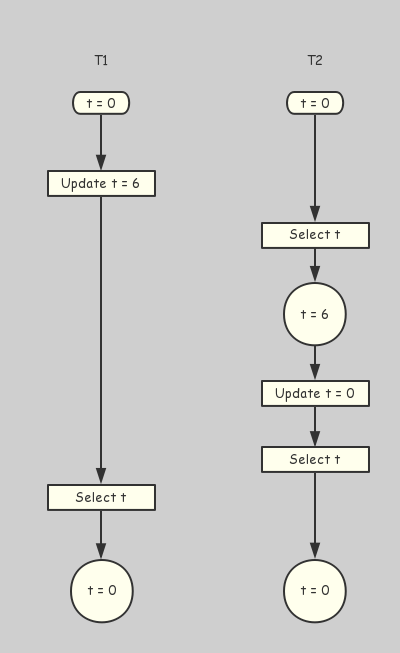 T1 T2
t = 0 t = 0
Update t = 6
Select t
t = 6
Update t = 0
Select t
Select t
t = 0 t = 0